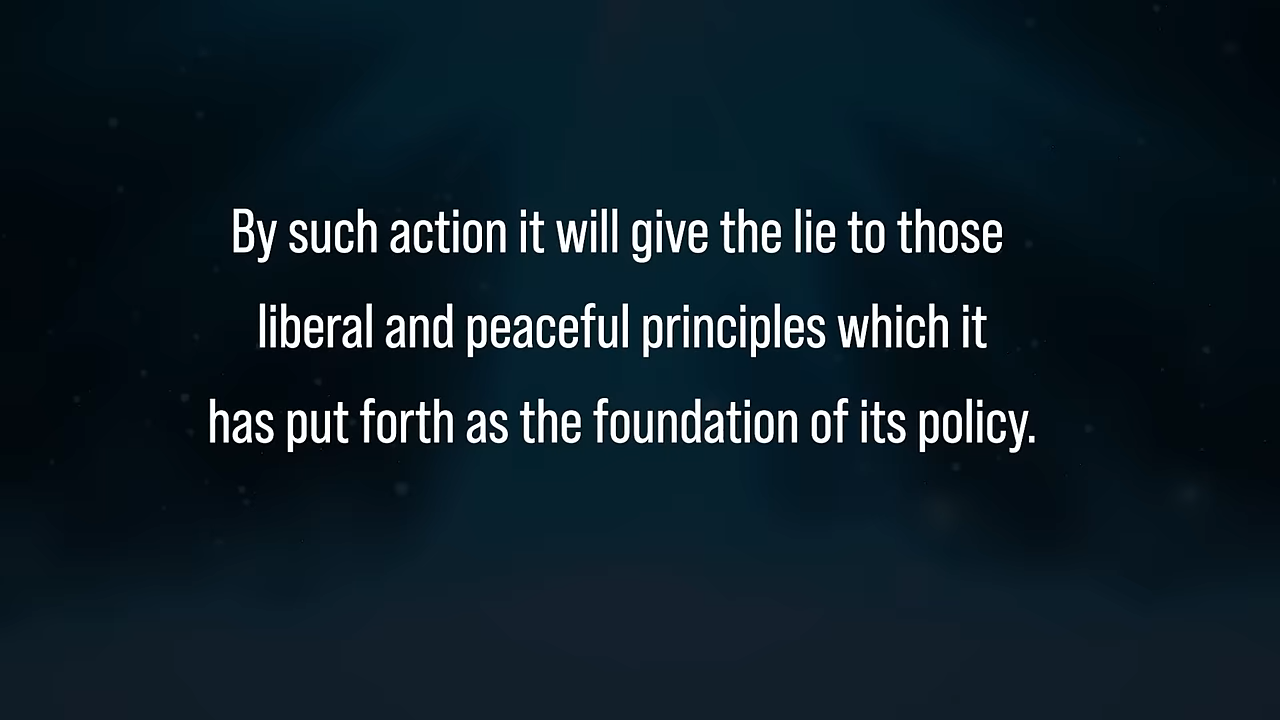 By such action it will give the lie to those
liberal and peaceful principles which it
has put forth as the foundation of its policy.